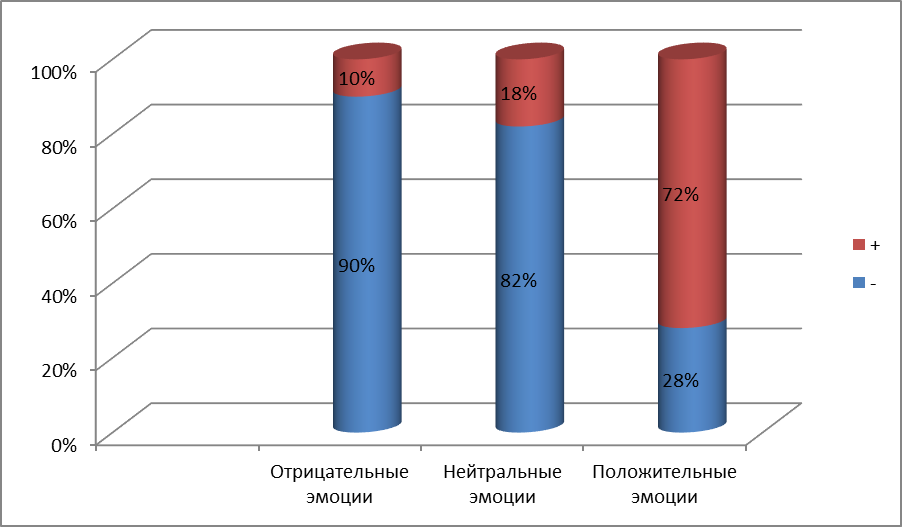 100%
80%
60%
40%
20%
0%
10%
90%
18%
82%
72%
28%
Отрицательные
эмоции
Нейтральные
эмоции
Положительные
эмоции
+
-